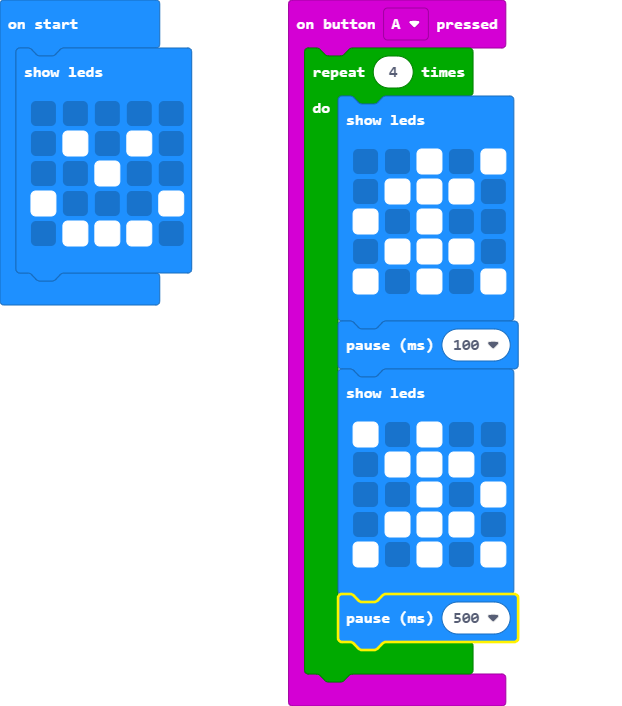 on start
show leds
on button A pressed
repeat 4 times
do
show leds
pause (ms) 100
show leds
pause (ms) 500